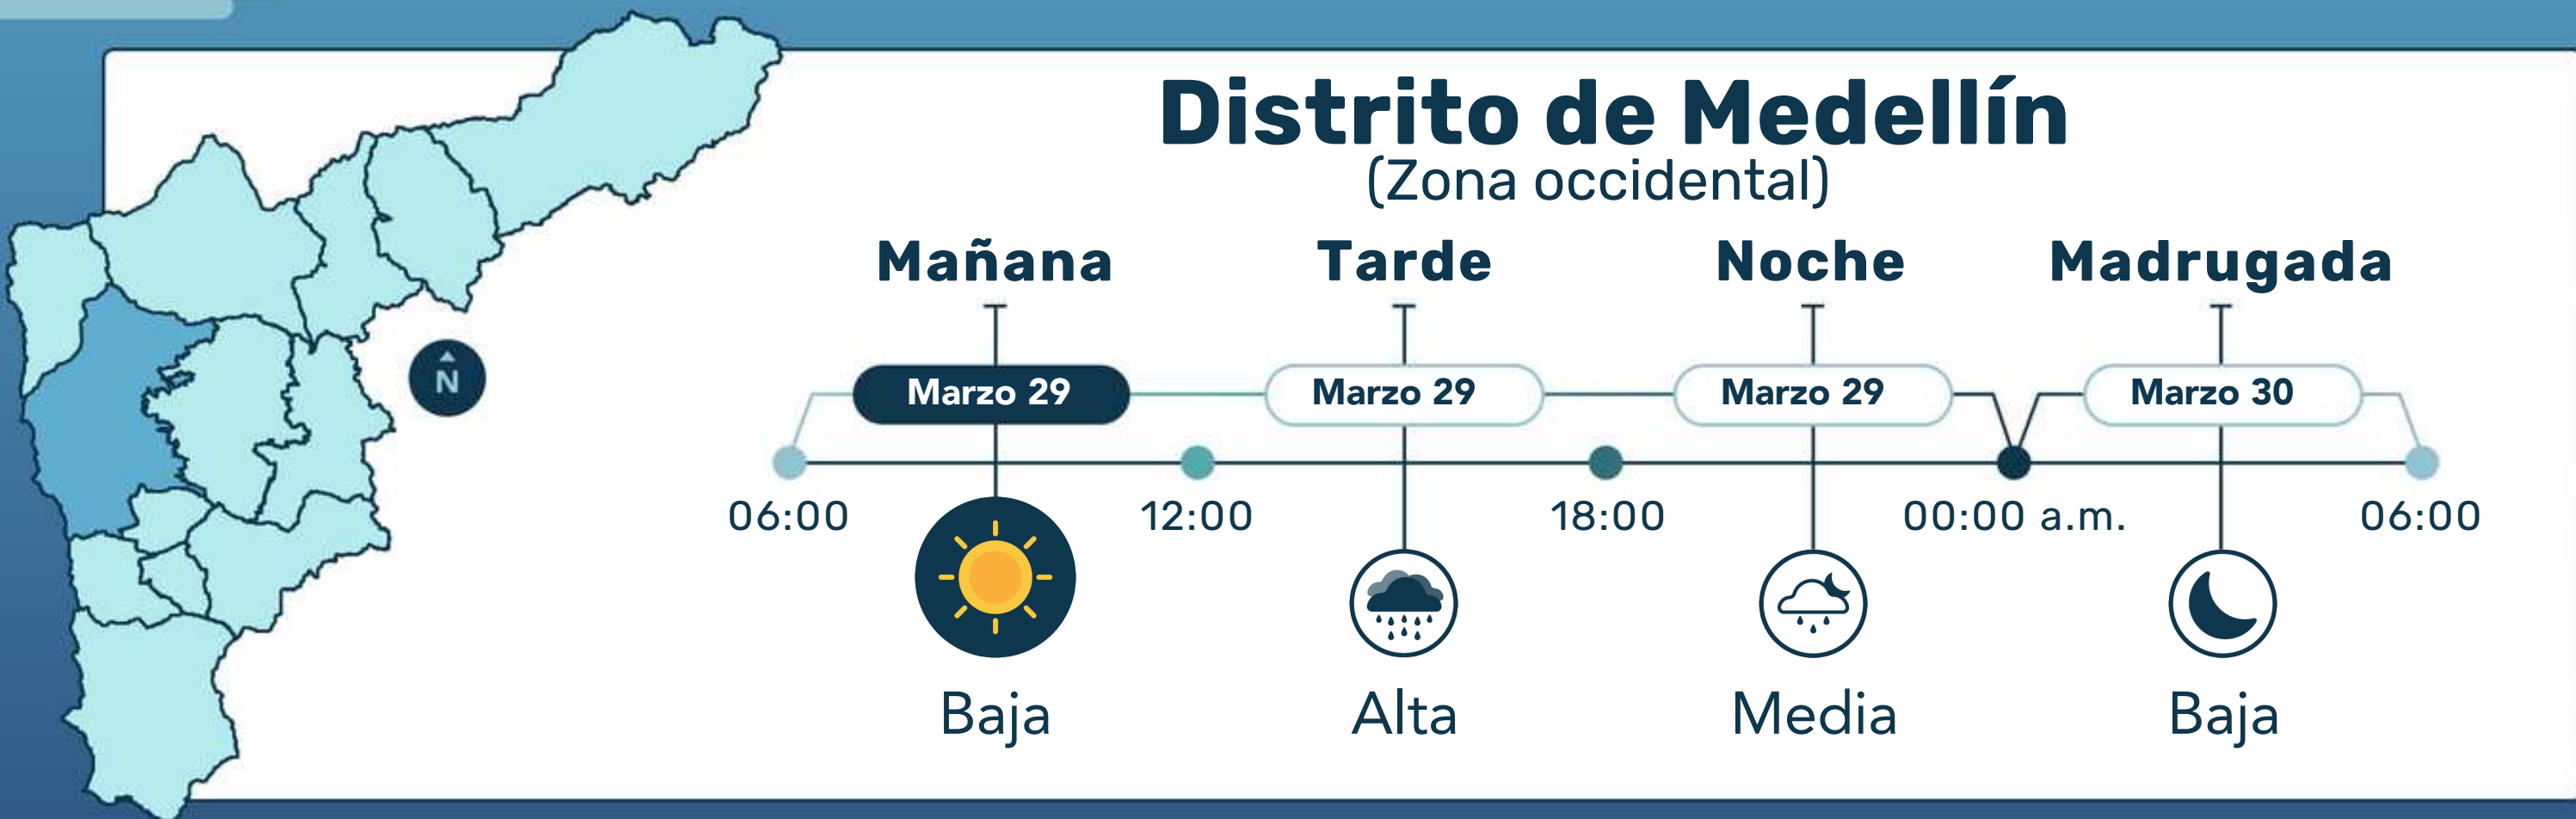 Distrito de Medellín
(Zona occidental)
Mañana Tarde Noche Madrugada
Marzo 29 Marzo 29 Marzo 29 Marzo 30
N
06:00 12:00 18:00 00:00 a.m. 06:00
Baja Alta Media Baja